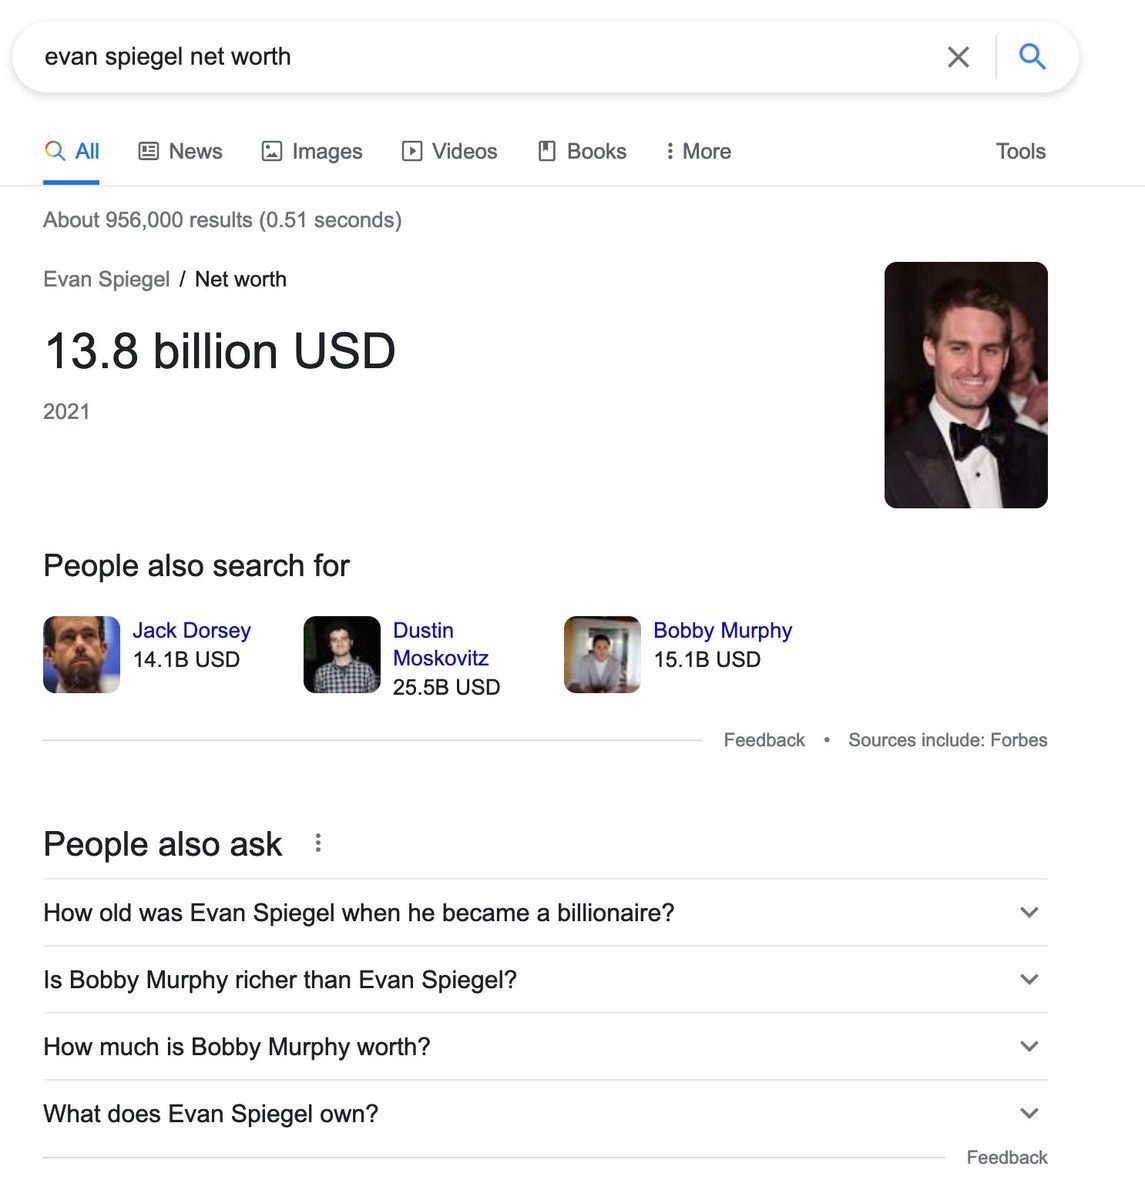 evan spiegel net worth
All News Images Videos Books More Tools
About 956,000 results (0.51 seconds)
Evan Spiegel / Net worth
13.8 billion USD
2021
People also search for
Jack Dorsey
14.1B USD
Dustin
Moskovitz
25.5B USD
Bobby Murphy
15.1B USD
Feedback • Sources include: Forbes
People also ask
How old was Evan Spiegel when he became a billionaire?
Is Bobby Murphy richer than Evan Spiegel?
How much is Bobby Murphy worth?
What does Evan Spiegel own?
Feedback